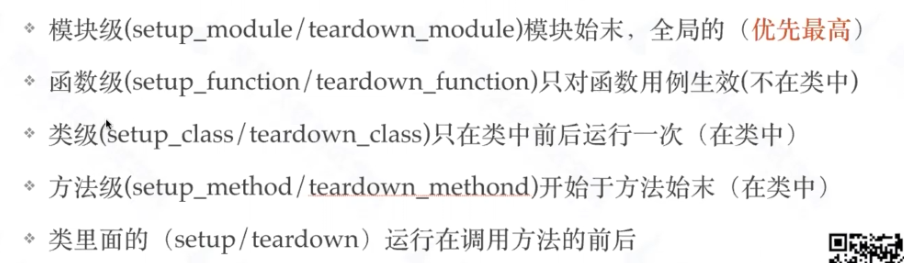 ❖ 模块级(setup_module/teardown_module)模块始末，全局的（优先最高）
❖ 函数级(setup_function/teardown_function)只对函数用例生效(不在类中)
❖ 类级(setup_class/teardown_class)只在类中前后运行一次（在类中）
❖ 方法级(setup_method/teardown_methond)开始于方法始末（在类中）
❖ 类里面的（setup/teardown）运行在调用方法的前后